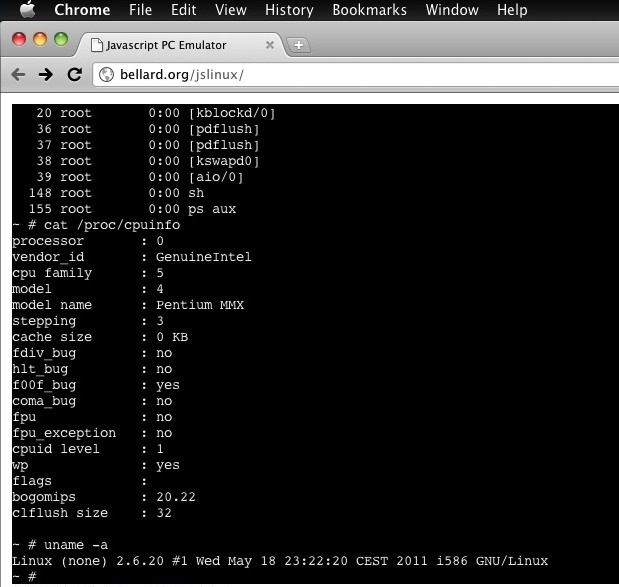 Chrome File Edit View History Bookmarks Window Help
Javascript PC Emulator
bellard.org/jslinux/
20 root 0:00 [kblockd/0]
36 root 0:00 [pdflush]
37 root 0:00 [pdflush]
38 root 0:00 [kswapd0]
39 root 0:00 [aio/0]
148 root 0:00 sh
155 root 0:00 ps aux
~ # cat /proc/cpuinfo
processor : 0
vendor_id : GenuineIntel
cpu family : 5
model : 4
model name : Pentium MMX
stepping : 3
cache size : 0 KB
fdiv_bug : no
hlt_bug : no
f00f_bug : yes
coma_bug : no
fpu : no
fpu_exception : no
cpuid level : 1
wp : yes
flags :
bogomips : 20.22
clflush size : 32
~ # uname -a
Linux (none) 2.6.20 #1 Wed May 18 23:22:20 CEST 2011 i586 GNU/Linux
~ #